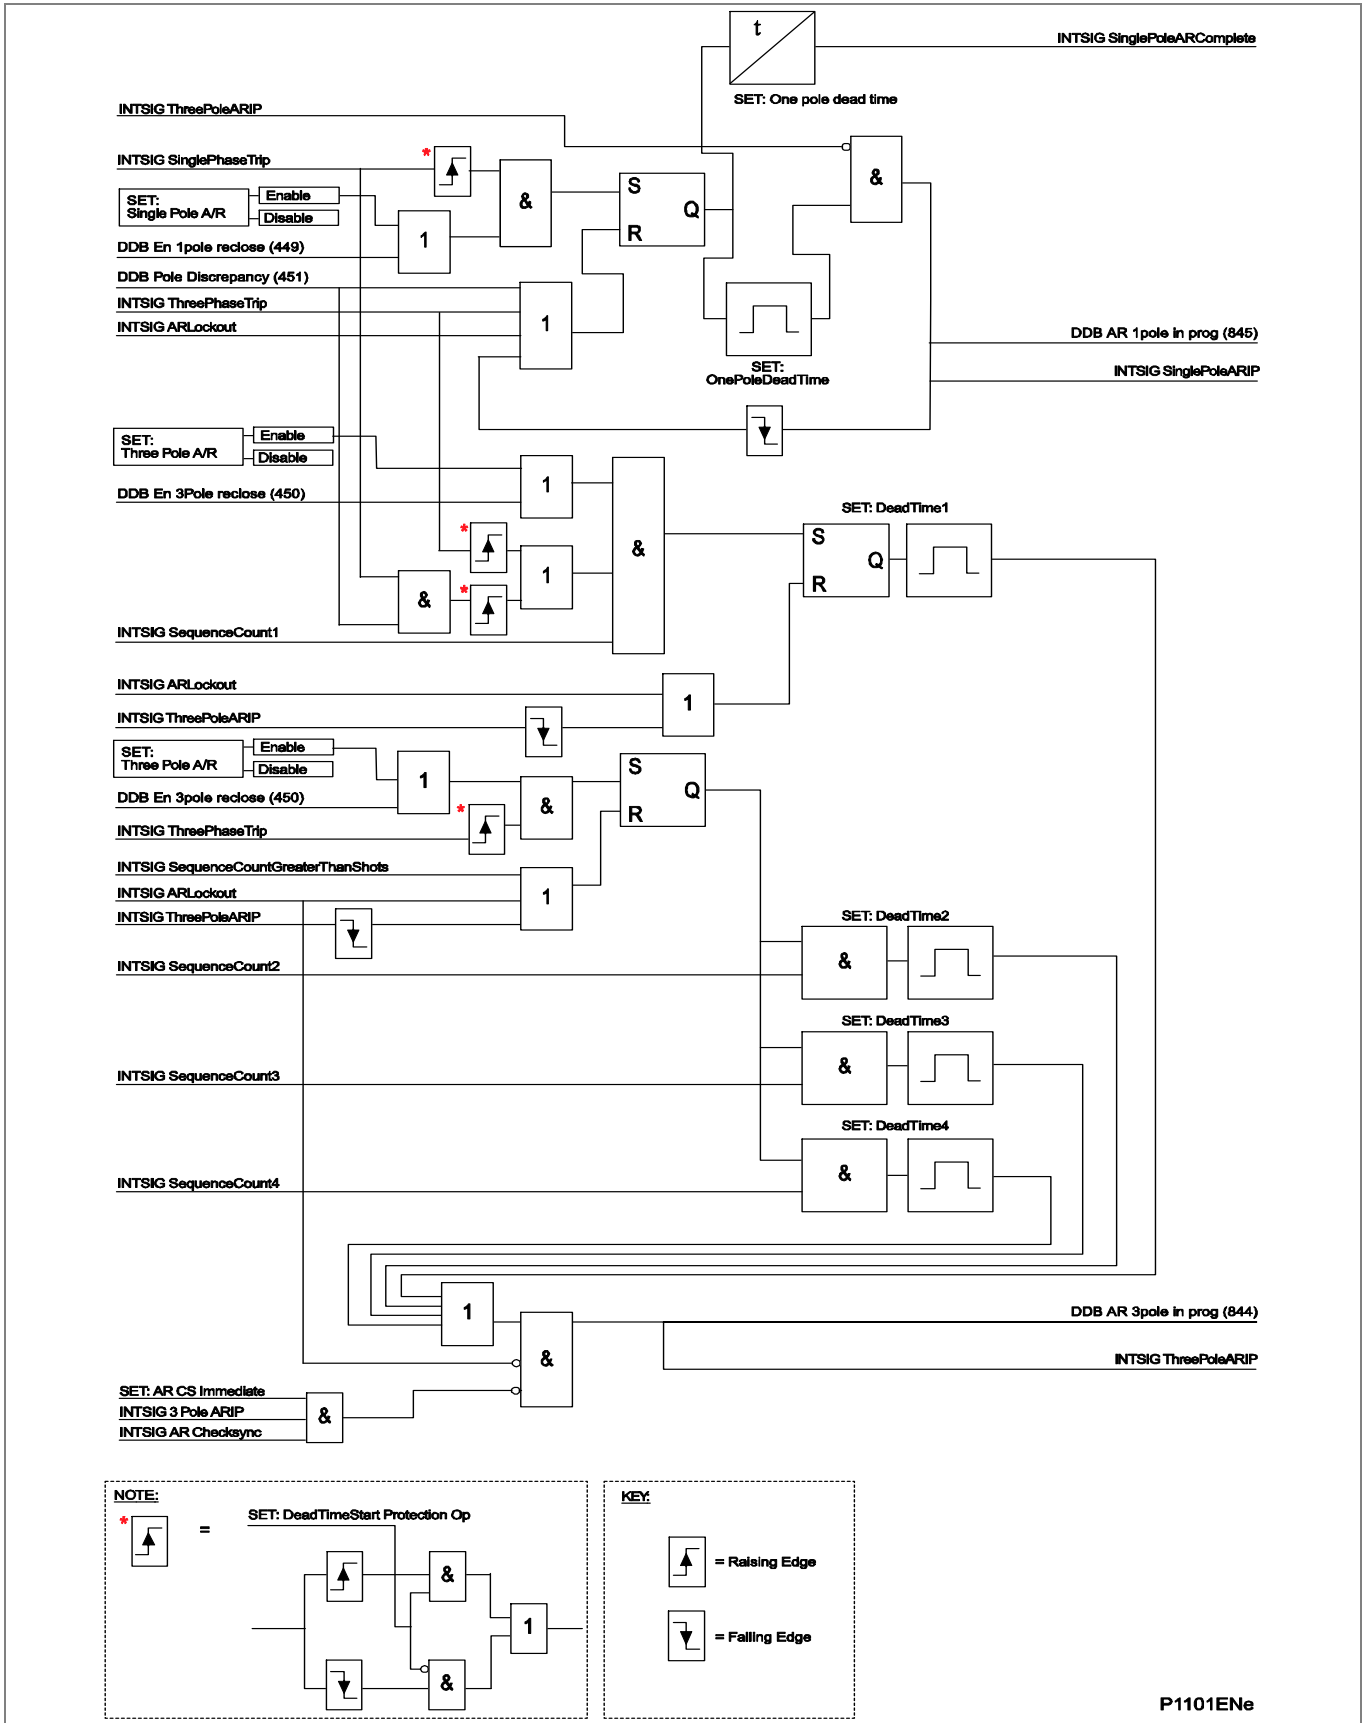 t
INTSIG SinglePoleARComplete
SET: One pole dead time
INTSIG ThreePoleARIP
INTSIG SinglePhaseTrip
*
&
&
SET:
Single Pole A/R
Enable
Disable
S
Q
R
1
DDB En 1pole reclose (449)
DDB Pole Discrepancy (451)
INTSIG ThreePhaseTrip
INTSIG ARLockout
1
DDB AR 1pole in prog (845)
SET:
OnePoleDeadTime
INTSIG SinglePoleARIP
SET:
Three Pole A/R
Enable
Disable
1
DDB En 3Pole reclose (450)
SET: DeadTime1
*
&
S
Q
R
1
*
&
INTSIG SequenceCount1
INTSIG ARLockout
1
INTSIG ThreePoleARIP
SET:
Three Pole A/R
Enable
Disable
1
S
Q
R
DDB En 3pole reclose (450)
*
&
INTSIG ThreePhaseTrip
INTSIG SequenceCountGreaterThanShots
INTSIG ARLockout
1
INTSIG ThreePoleARIP
SET: DeadTime2
&
INTSIG SequenceCount2
SET: DeadTime3
&
INTSIG SequenceCount3
SET: DeadTime4
&
INTSIG SequenceCount4
1
DDB AR 3pole in prog (844)
&
INTSIG ThreePoleARIP
SET: AR CS Immediate
INTSIG 3 Pole ARIP
INTSIG AR Checksync
&
NOTE:
*
=
SET: DeadTimeStart Protection Op
&
1
&
KEY:
= Raising Edge
= Falling Edge
P1101ENe